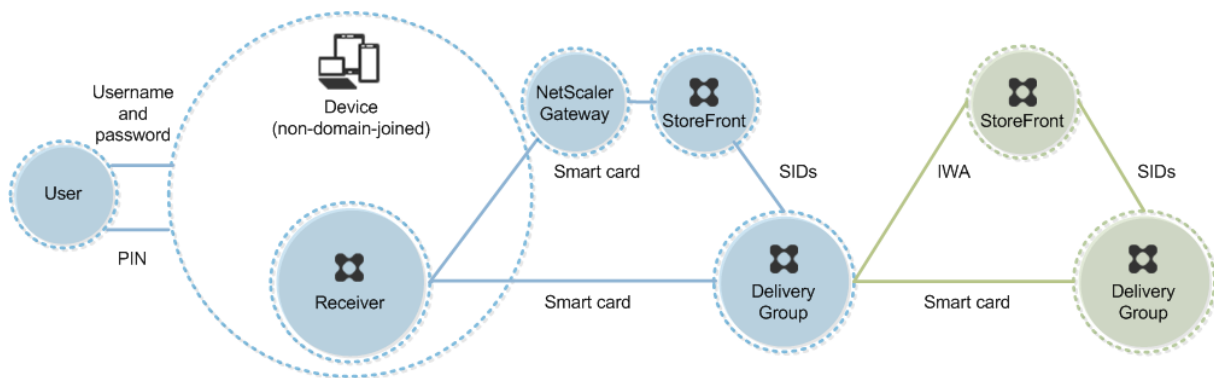 Username
and
password
User
PIN
Device
(non-domain-joined)
Receiver
NetScaler
Gateway
StoreFront
Smart card
SIDs
Smart card
Delivery
Group
IWA
StoreFront
SIDs
Smart card
Delivery
Group